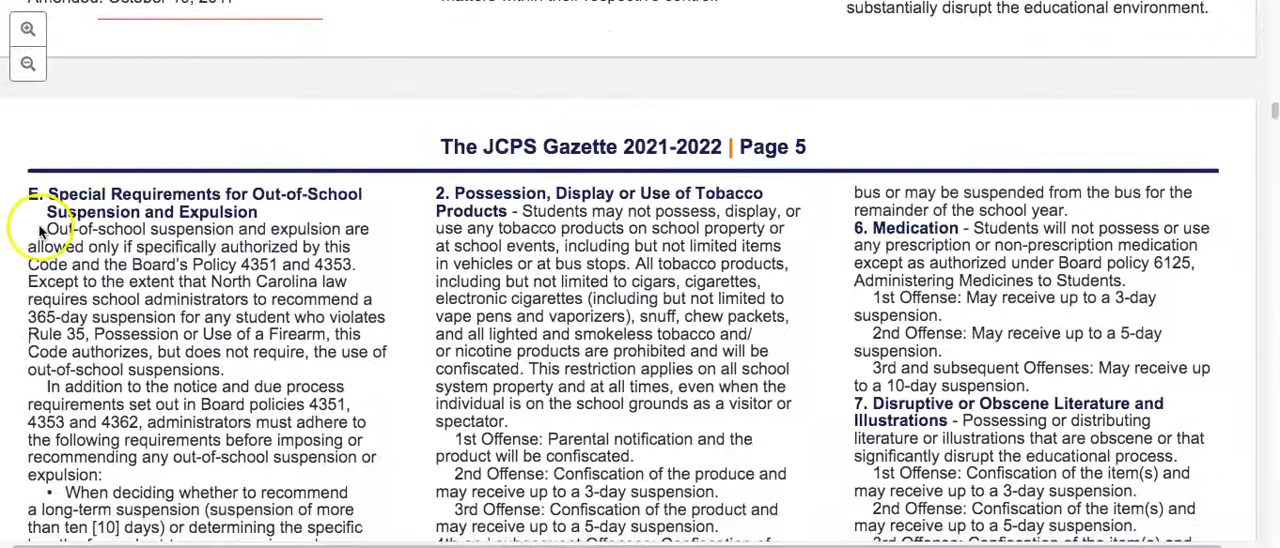 substantially disrupt the educational environment.
The JCPS Gazette 2021-2022 | Page 5
E. Special Requirements for Out-of-School
Suspension and Expulsion
Out-of-school suspension and expulsion are
allowed only if specifically authorized by this
Code and the Board's Policy 4351 and 4353.
Except to the extent that North Carolina law
requires school administrators to recommend a
365-day suspension for any student who violates
Rule 35, Possession or Use of a Firearm, this
Code authorizes, but does not require, the use of
out-of-school suspensions.
In addition to the notice and due process
requirements set out in Board policies 4351,
4353 and 4362, administrators must adhere to
the following requirements before imposing or
recommending any out-of-school suspension or
expulsion:
• When deciding whether to recommend
a long-term suspension (suspension of more
than ten [10] days) or determining the specific
2. Possession, Display or Use of Tobacco
Products - Students may not possess, display, or
use any tobacco products on school property or
at school events, including but not limited items
in vehicles or at bus stops. All tobacco products,
including but not limited to cigars, cigarettes,
electronic cigarettes (including but not limited to
vape pens and vaporizers), snuff, chew packets,
and all lighted and smokeless tobacco and/
or nicotine products are prohibited and will be
confiscated. This restriction applies on all school
system property and at all times, even when the
individual is on the school grounds as a visitor or
spectator.
1st Offense: Parental notification and the
product will be confiscated.
2nd Offense: Confiscation of the produce and
may receive up to a 3-day suspension.
3rd Offense: Confiscation of the product and
may receive up to a 5-day suspension.
bus or may be suspended from the bus for the
remainder of the school year.
6. Medication - Students will not possess or use
any prescription or non-prescription medication
except as authorized under Board policy 6125,
Administering Medicines to Students.
1st Offense: May receive up to a 3-day
suspension.
2nd Offense: May receive up to a 5-day
suspension.
3rd and subsequent Offenses: May receive up
to a 10-day suspension.
7. Disruptive or Obscene Literature and
Illustrations - Possessing or distributing
literature or illustrations that are obscene or that
significantly disrupt the educational process.
1st Offense: Confiscation of the item(s) and
may receive up to a 3-day suspension.
2nd Offense: Confiscation of the item(s) and
may receive up to a 5-day suspension.